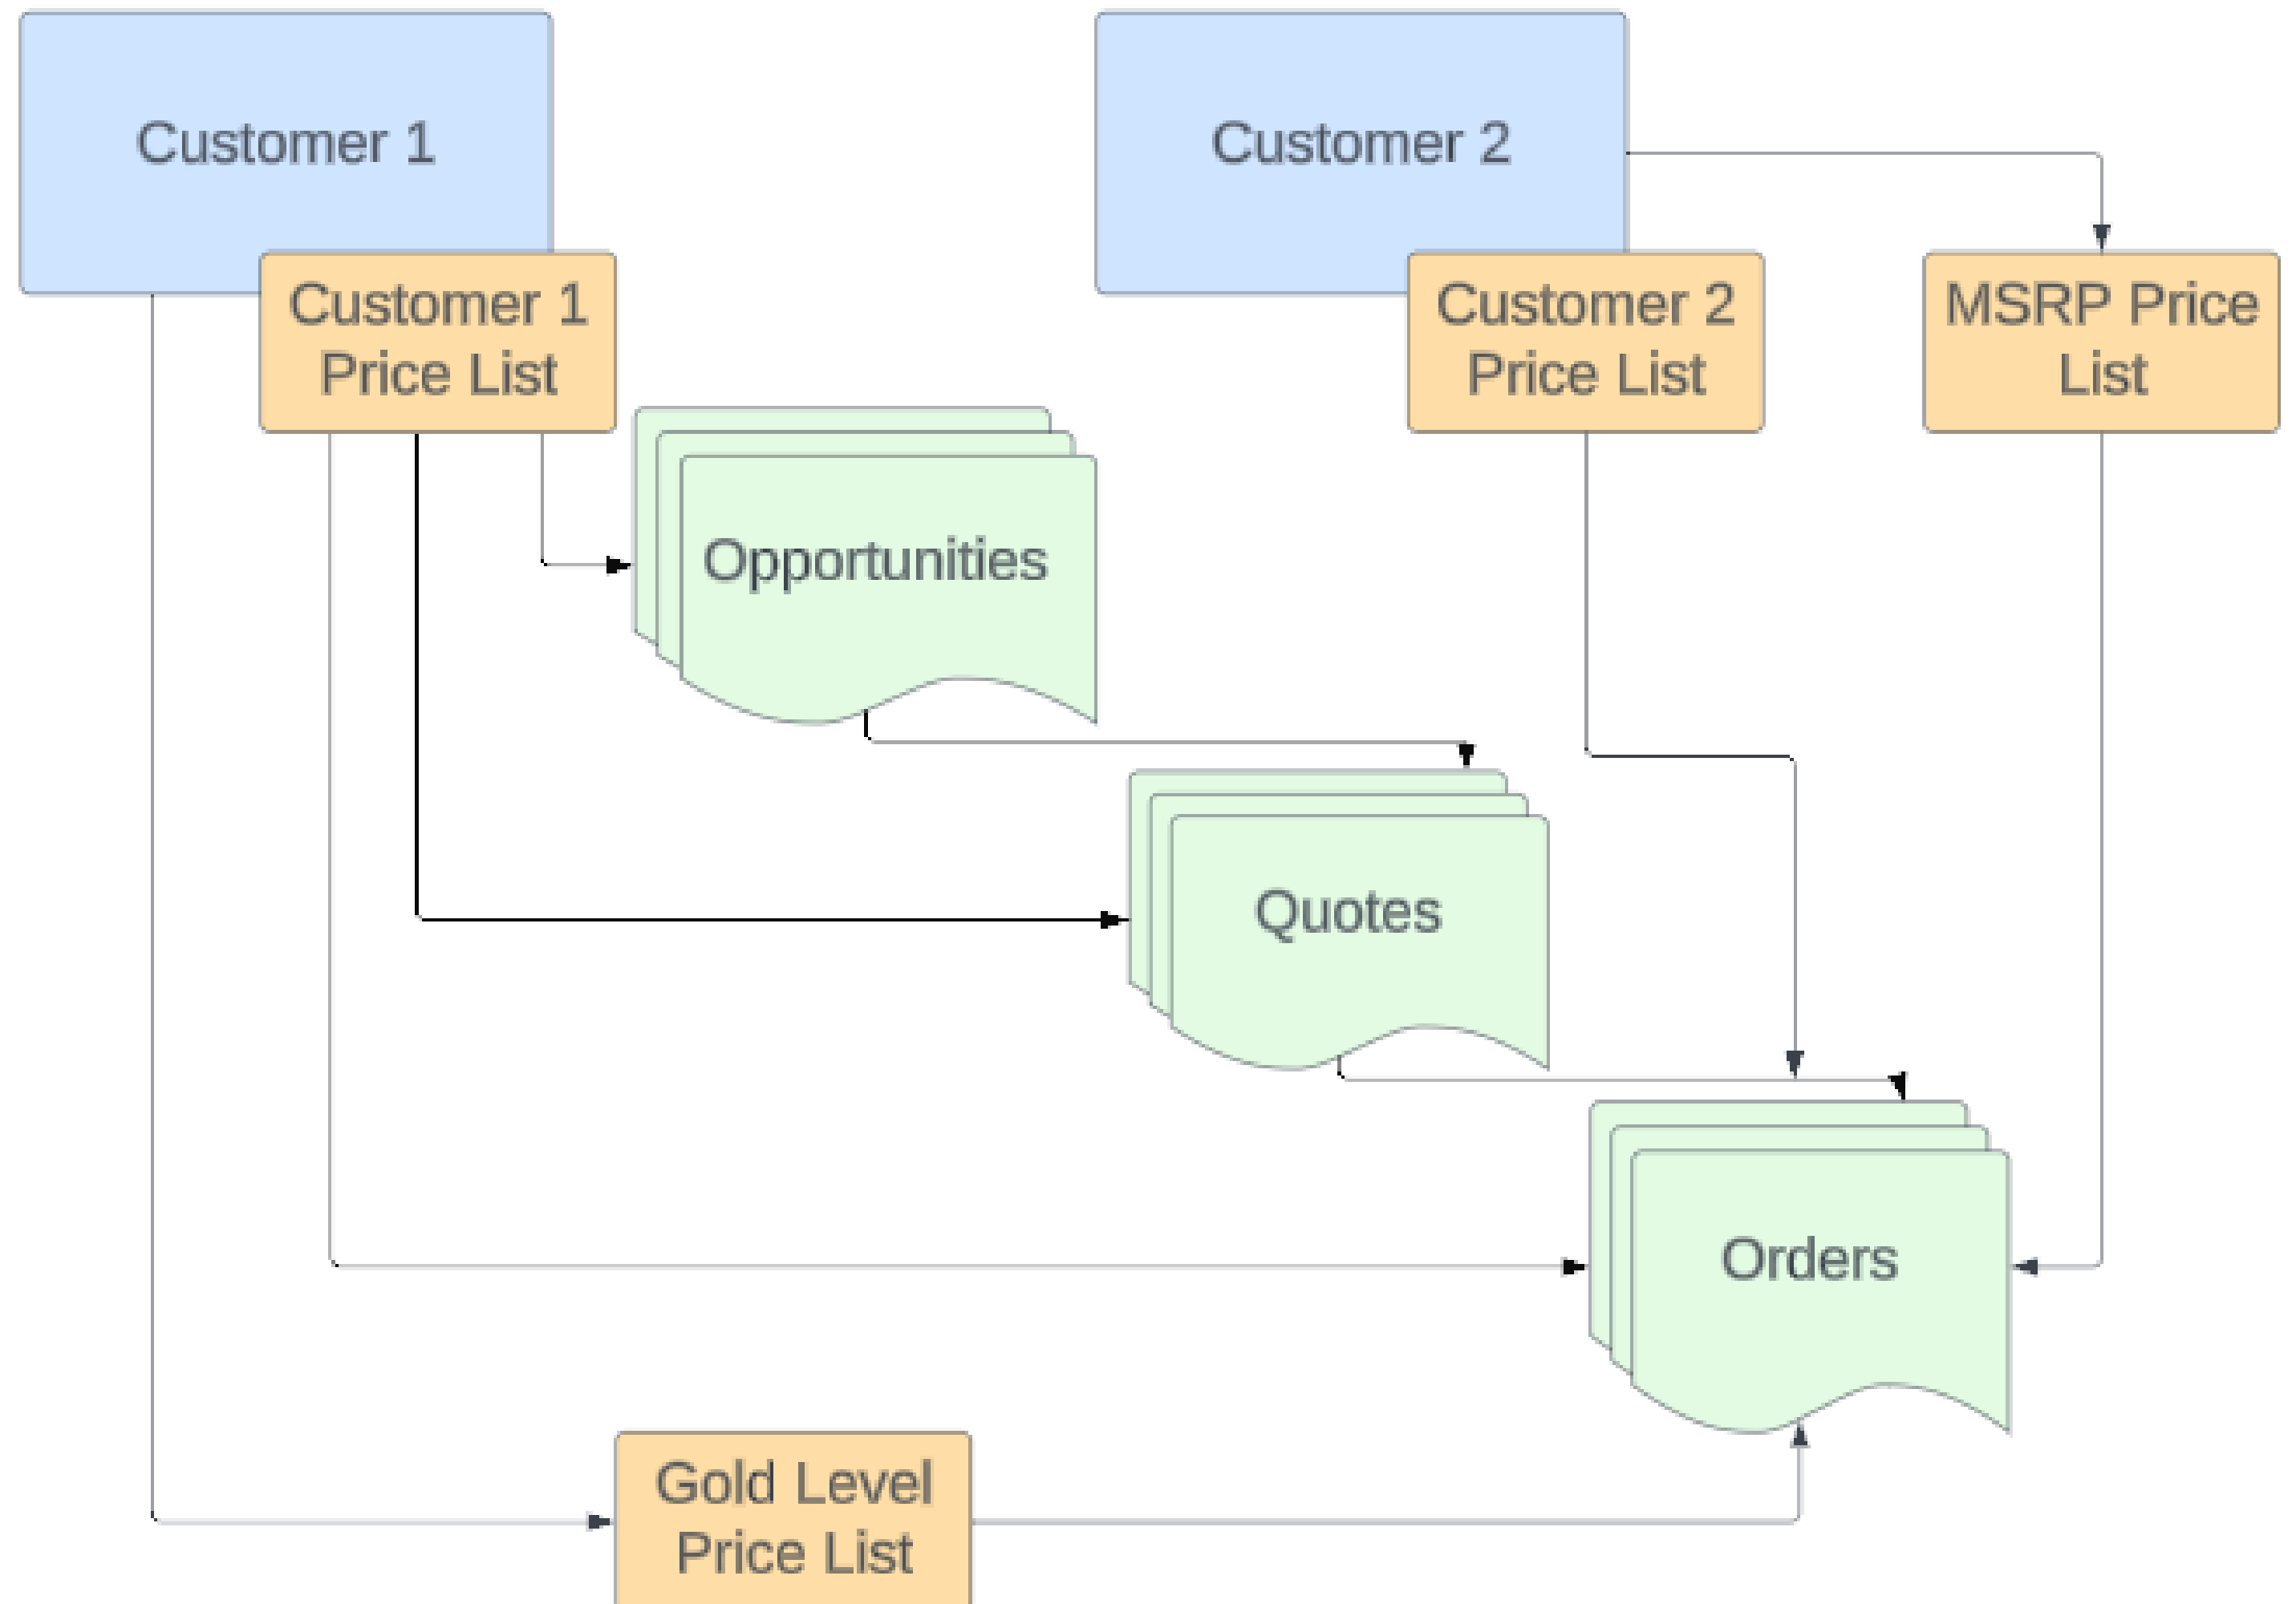 Customer 1
Customer 2
Customer 1
Price List
Customer 2
Price List
MSRP Price
List
Opportunities
Quotes
Orders
Gold Level
Price List